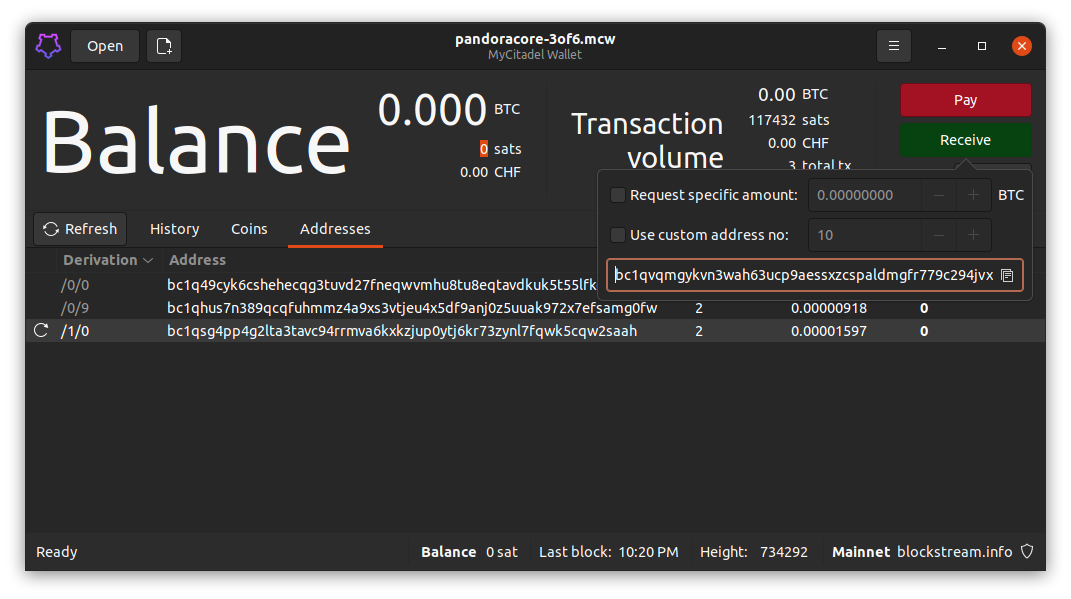 Open
pandoracore-3of6.mcw
MyCitadel Wallet
Balance
0.000 BTC
0 sats
0.00 CHF
Transaction
volume
0.00 BTC
117432 sats
0.00 CHF
3 total tx
Pay
Receive
Request specific amount: 0.00000000 BTC
Use custom address no: 10
bc1qvqmgykvn3wah63ucp9aessxzcspaldmgfr779c294jvx
Refresh History Coins Addresses
Derivation Address
/0/0 bc1q49cyk6cshehecqg3tuvd27fneqwvmhu8tu8eqtavdkuk5t55lfk
/0/9 bc1qhus7n389qcqfuhmmz4a9xs3vtjeu4x5df9anj0z5uuak972x7efsamg0fw 2 0.00000918 0
/1/0 bc1qsg4pp4g2lta3tavc94rrmva6kxkzjup0ytj6kr73zynl7fqwk5cqw2saah 2 0.00001597 0
Ready Balance 0 sat Last block: 10:20 PM Height: 734292 Mainnet blockstream.info